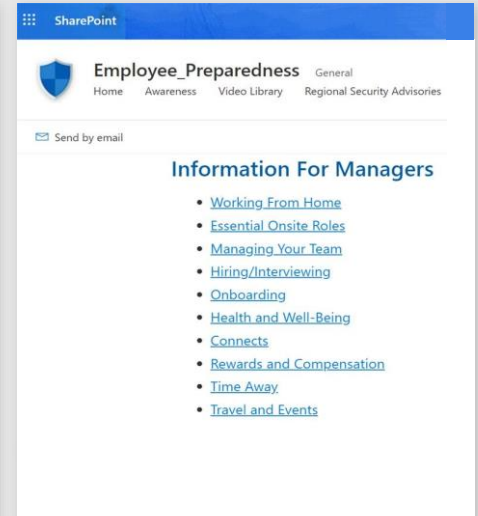 SharePoint
Employee_Preparedness General
Home Awareness Video Library Regional Security Advisories
Send by email
Information For Managers
• Working From Home
• Essential Onsite Roles
• Managing Your Team
• Hiring/Interviewing
• Onboarding
• Health and Well-Being
• Connects
• Rewards and Compensation
• Time Away
• Travel and Events